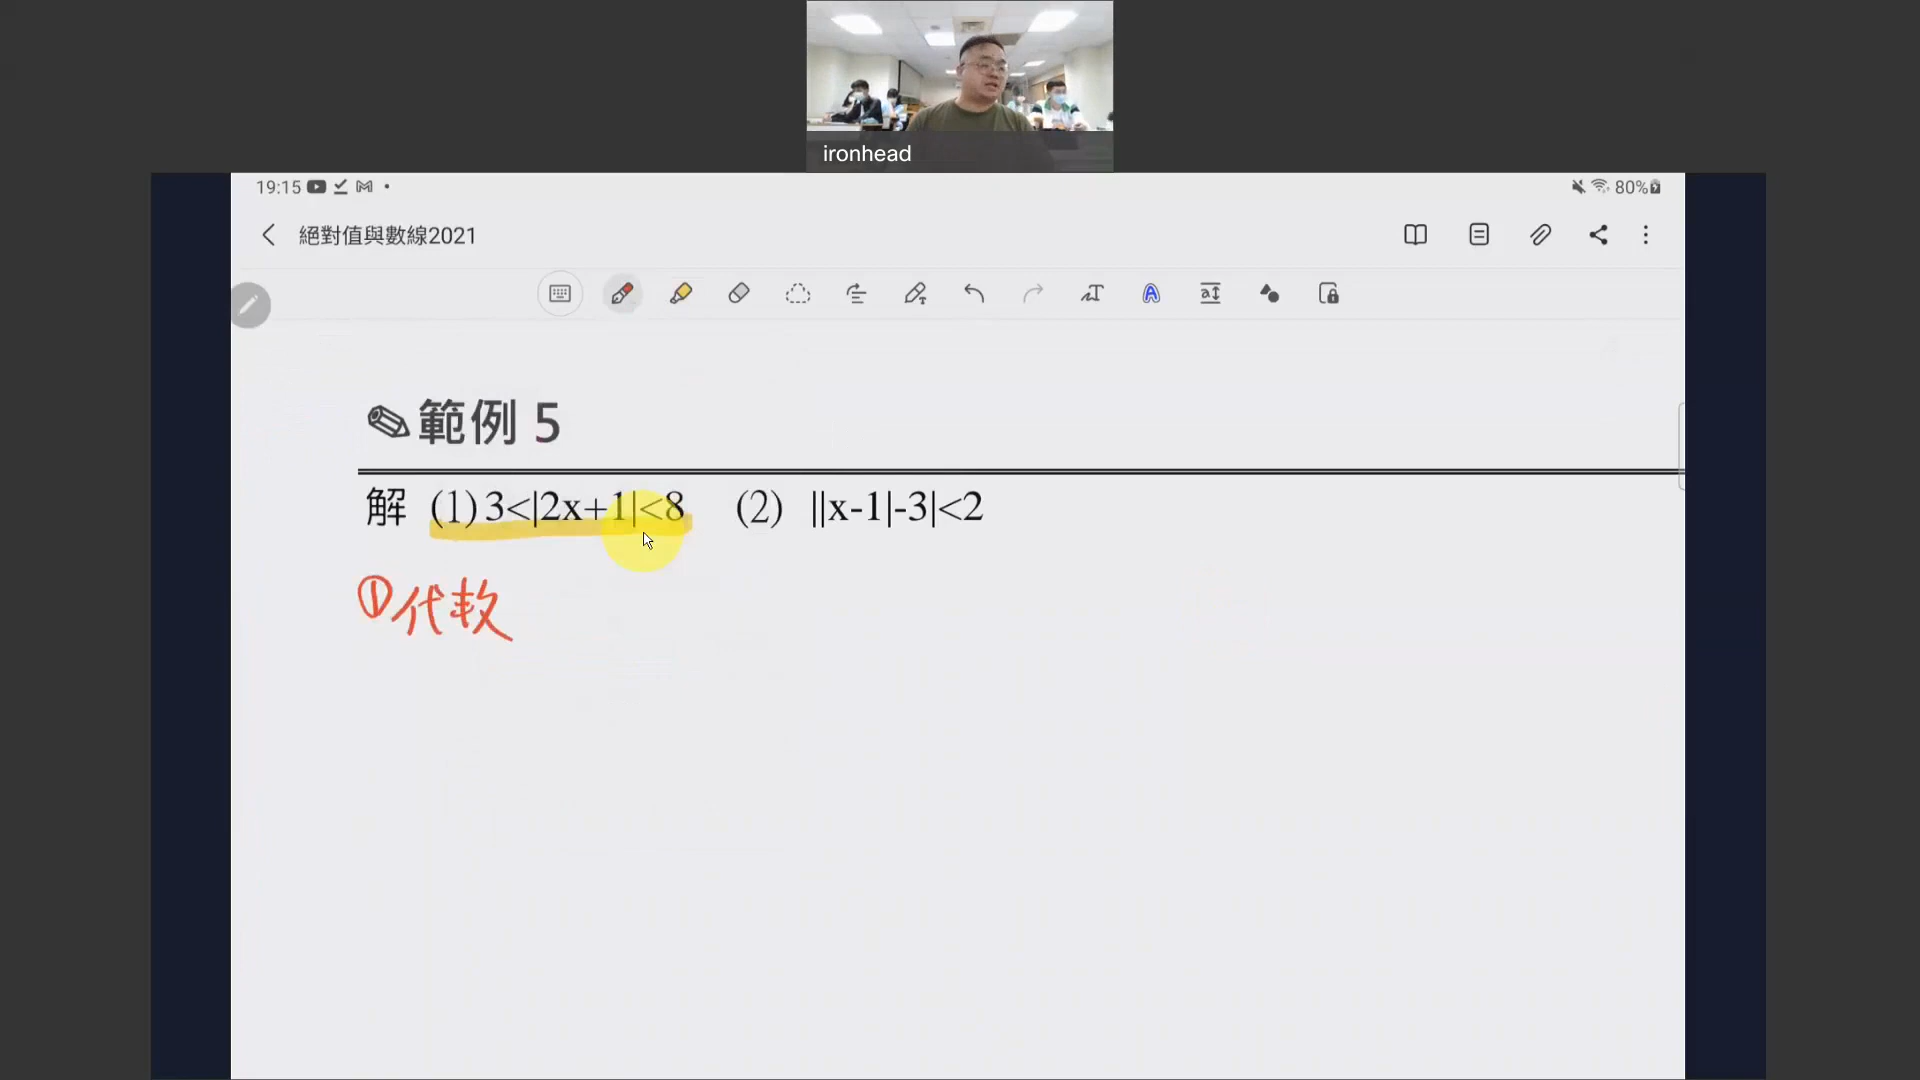 ironhead
19:15
80%
絕對值與數線2021
範例 5
解 (1)3<|2x+1|<8 (2) ||x-1|-3|<2
①代數